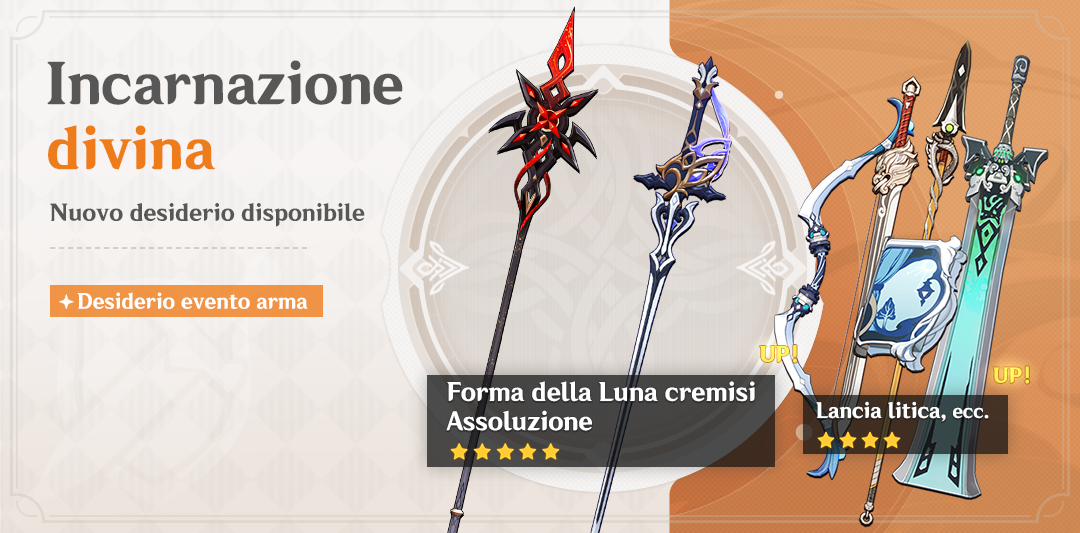 Incarnazione
divina
Nuovo desiderio disponibile
Desiderio evento arma
UP!
Forma della Luna cremisi
Assoluzione
UP!
Lancia litica, ecc.